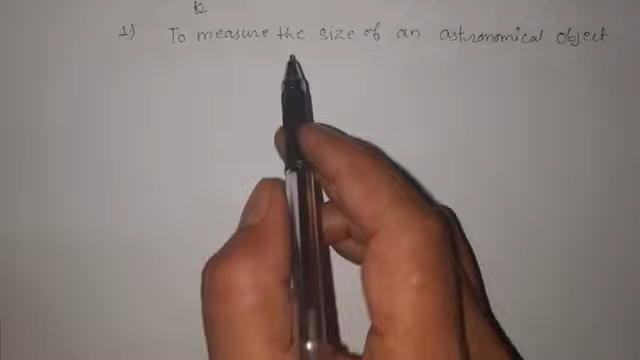 1) To measure the size of an astronomical object